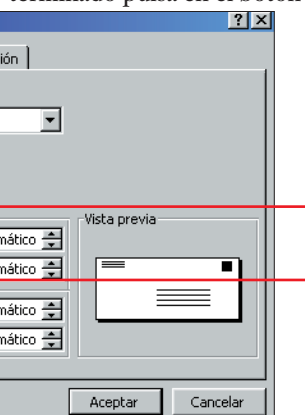 terminado pulsa en el botón
ión
Vista previa
mático
mático
mático
mático
Aceptar
Cancelar